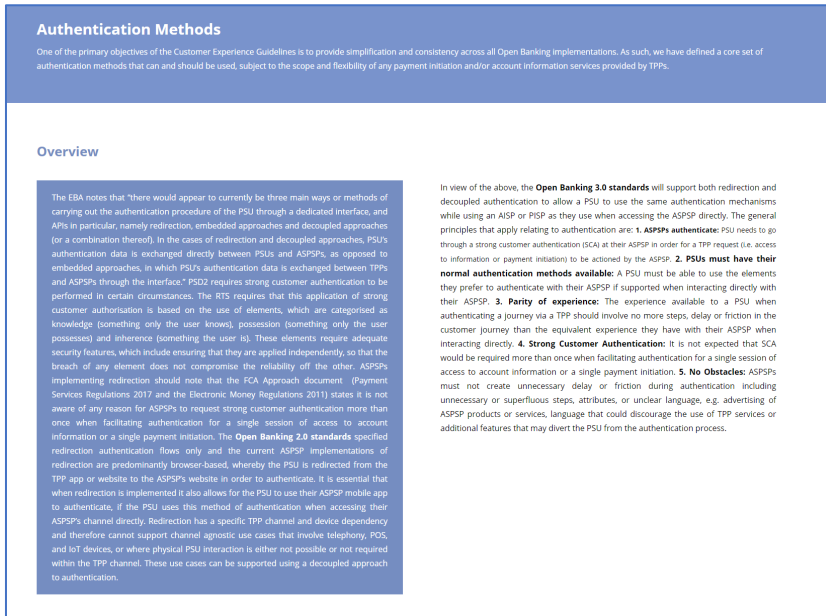 Authentication Methods
One of the primary objectives of the Customer Experience Guidelines is to provide simplification and consistency across all Open Banking implementations. As such, we have defined a core set of
authentication methods that can and should be used, subject to the scope and flexibility of any payment initiation and/or account information services provided by TPPs.
Overview
The EBA notes that "there would appear to currently be three main ways or methods of
carrying out the authentication procedure of the PSU through a dedicated interface, and
APIs in particular, namely redirection, embedded approaches and decoupled approaches
(or a combination thereof). In the cases of redirection and decoupled approaches, PSU's
authentication data is exchanged directly between PSUs and ASPSPs, as opposed to
embedded approaches, in which PSU's authentication data is exchanged between TPPs
and ASPSPs through the interface." PSD2 requires strong customer authentication to be
performed in certain circumstances. The RTS requires that this application of strong
customer authorisation is based on the use of elements, which are categorised as
knowledge (something only the user knows), possession (something only the user
possesses) and inherence (something the user is). These elements require adequate
security features, which include ensuring that they are applied independently, so that the
breach of any element does not compromise the reliability off the other. ASPSPs
implementing redirection should note that the FCA Approach document (Payment
Services Regulations 2017 and the Electronic Money Regulations 2011) states it is not
aware of any reason for ASPSPs to request strong customer authentication more than
once when facilitating authentication for a single session of access to account
information or a single payment initiation. The Open Banking 2.0 standards specified
redirection authentication flows only and the current ASPSP implementations of
redirection are predominantly browser-based, whereby the PSU is redirected from the
TPP app or website to the ASPSP's website in order to authenticate. It is essential that
when redirection is implemented it also allows for the PSU to use their ASPSP mobile app
to authenticate, if the PSU uses this method of authentication when accessing their
ASPSP's channel directly. Redirection has a specific TPP channel and device dependency
and therefore cannot support channel agnostic use cases that involve telephony, POS,
and IoT devices, or where physical PSU interaction is either not possible or not required
within the TPP channel. These use cases can be supported using a decoupled approach
to authentication.
In view of the above, the Open Banking 3.0 standards will support both redirection and
decoupled authentication to allow a PSU to use the same authentication mechanisms
while using an AISP or PISP as they use when accessing the ASPSP directly. The general
principles that apply relating to authentication are: 1. ASPSPs authenticate: PSU needs to go
through a strong customer authentication (SCA) at their ASPSP in order for a TPP request (i.e. access
to information or payment initiation) to be actioned by the ASPSP. 2. PSUs must have their
normal authentication methods available: A PSU must be able to use the elements
they prefer to authenticate with their ASPSP if supported when interacting directly with
their ASPSP. 3. Parity of experience: The experience available to a PSU when
authenticating a journey via a TPP should involve no more steps, delay or friction in the
customer journey than the equivalent experience they have with their ASPSP when
interacting directly. 4. Strong Customer Authentication: It is not expected that SCA
would be required more than once when facilitating authentication for a single session of
access to account information or a single payment initiation. 5. No Obstacles: ASPSPs
must not create unnecessary delay or friction during authentication including
unnecessary or superfluous steps, attributes, or unclear language, e.g. advertising of
ASPSP products or services, language that could discourage the use of TPP services or
additional features that may divert the PSU from the authentication process.